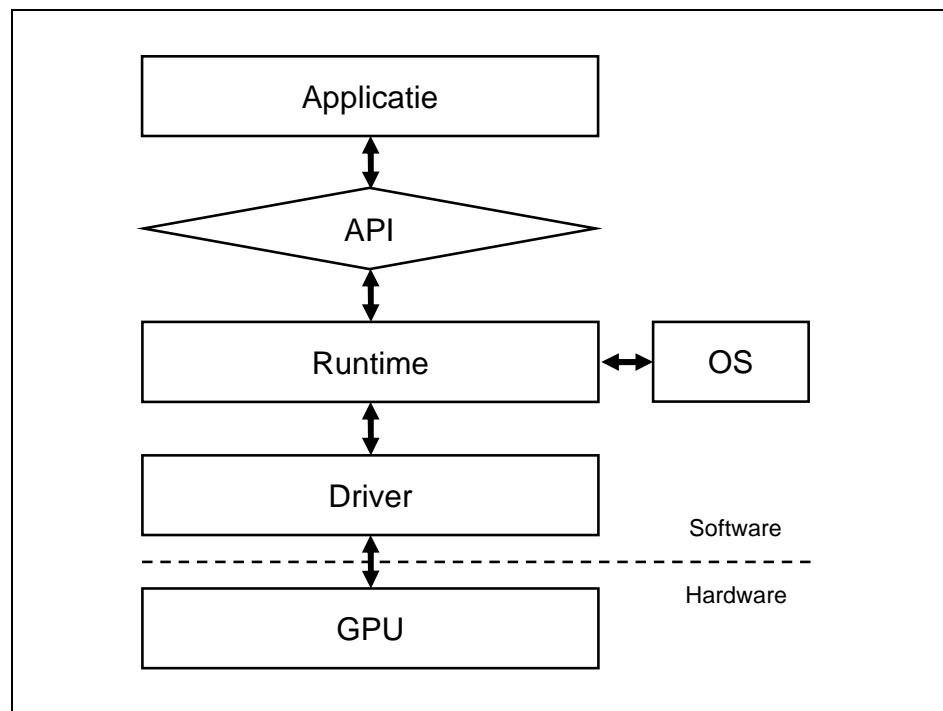 Applicatie
API
Runtime
OS
Driver
Software
Hardware
GPU